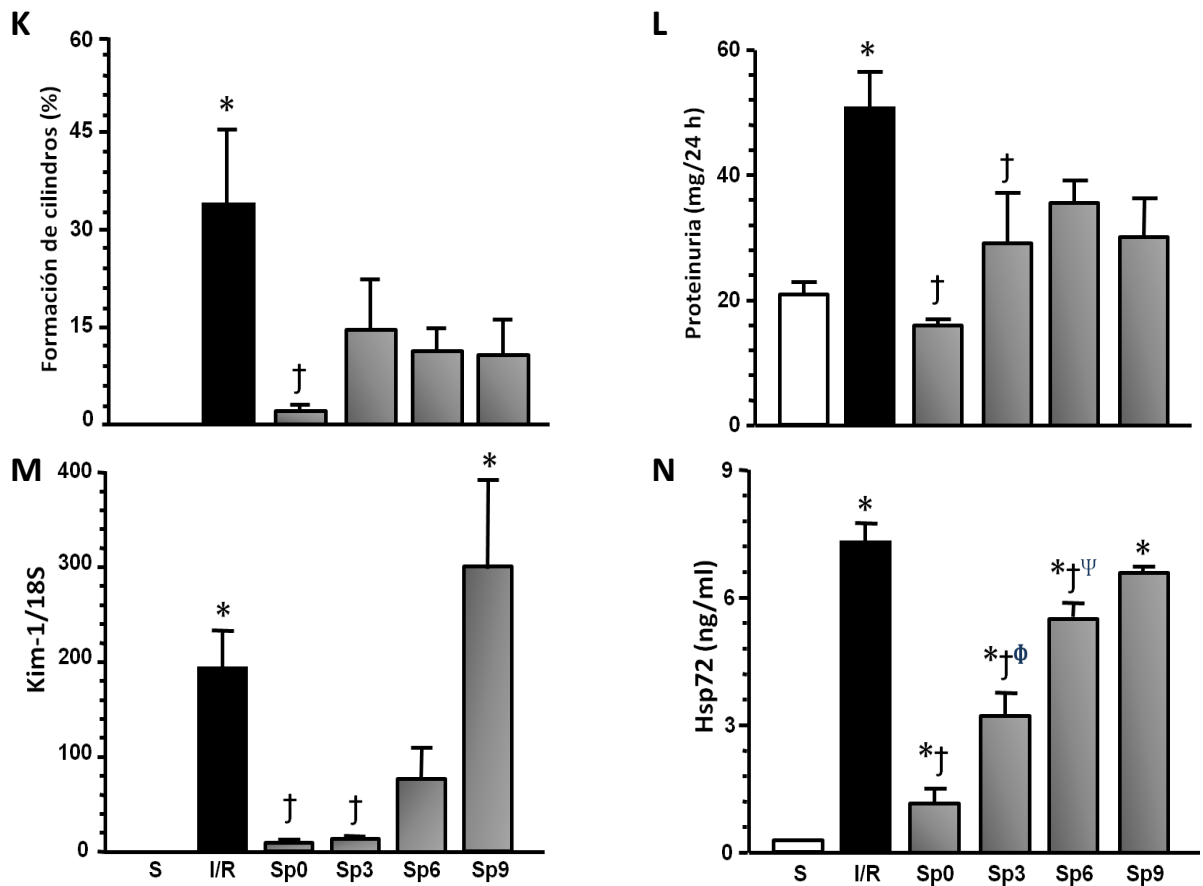 K
Formación de cilindros (%)
60
45
30
15
0
*
†
L
Proteinuria (mg/24 h)
60
40
20
0
*
†
†
M
Kim-1/18S
400
300
200
100
0
*
†
†
*
S I/R Sp0 Sp3 Sp6 Sp9
N
Hsp72 (ng/ml)
9
6
3
0
*
*†
*†Φ
*†Ψ
*
S I/R Sp0 Sp3 Sp6 Sp9